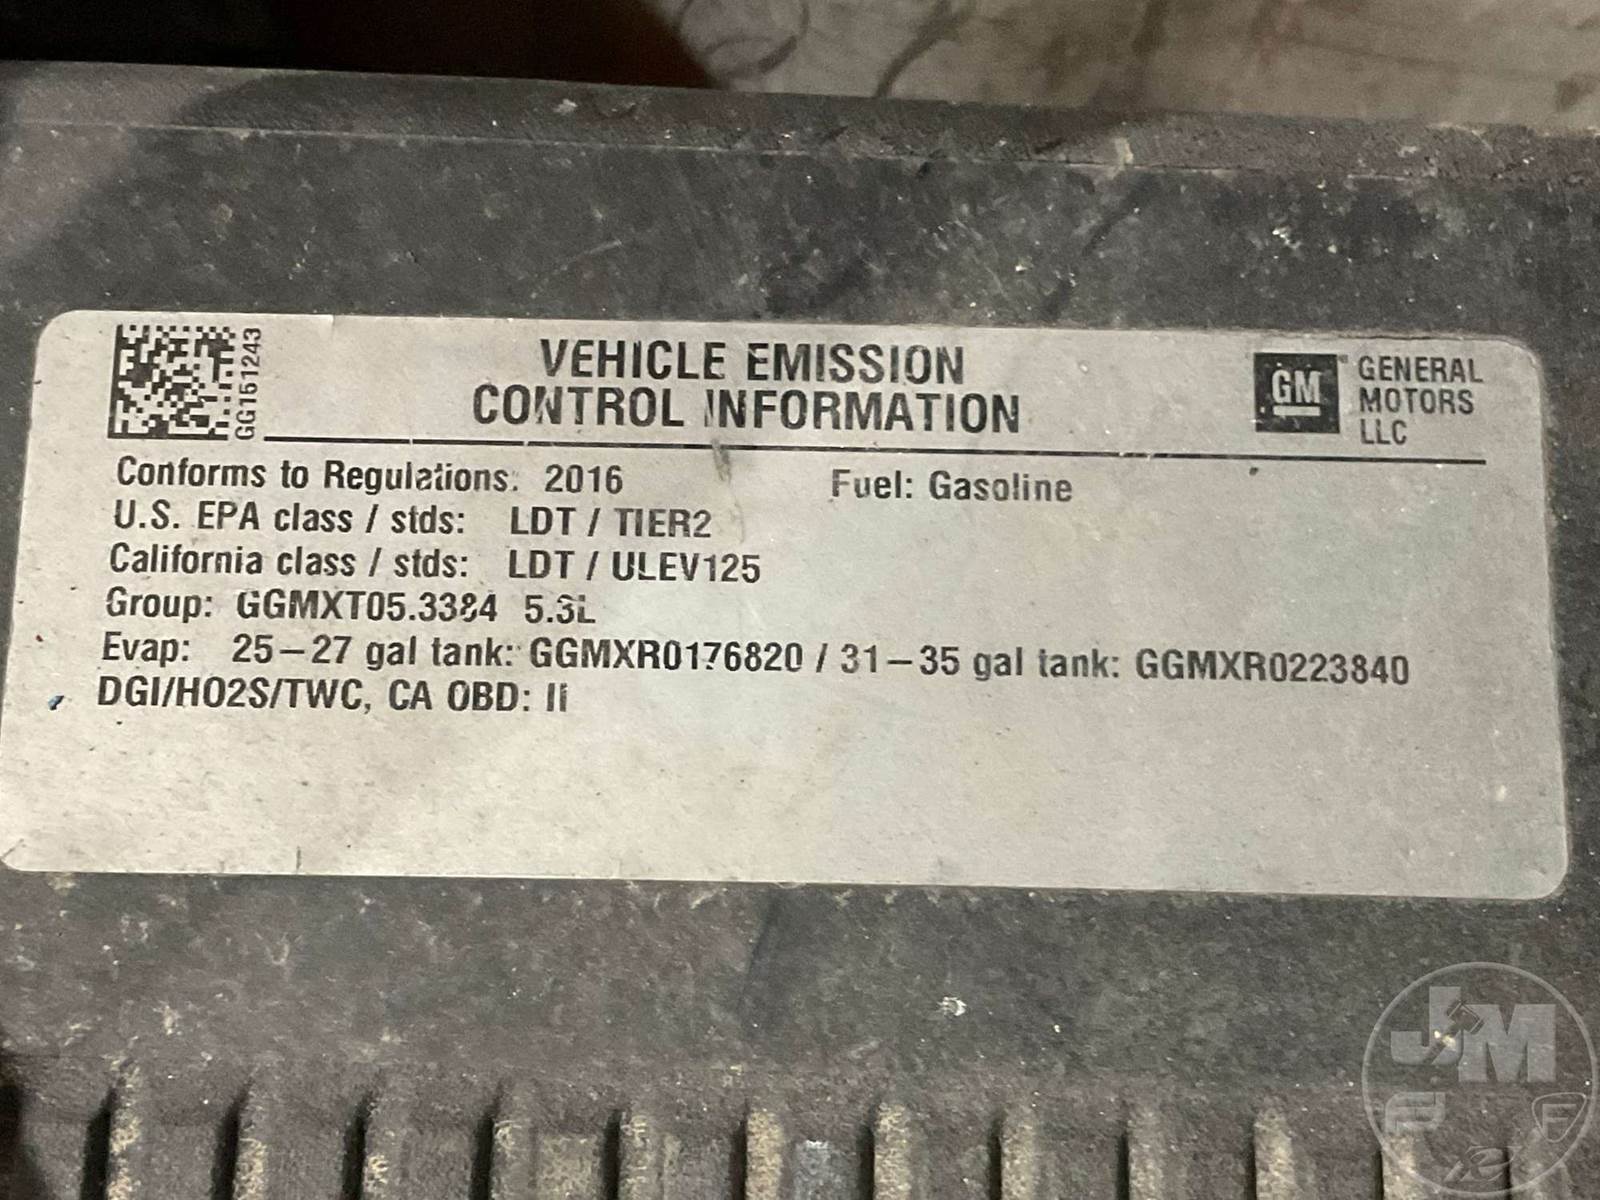 GG151243
VEHICLE EMISSION
CONTROL INFORMATION
GM
GENERAL
MOTORS
LLC
Conforms to Regulations: 2016 Fuel: Gasoline
U.S. EPA class / stds: LDT / TIER2
California class / stds: LDT / ULEV125
Group: GGMXT05.3384 5.3L
Evap: 25-27 gal tank: GGMXR0176820 / 31-35 gal tank: GGMXR0223840
DGI/HO2S/TWC, CA OBD: II
JM